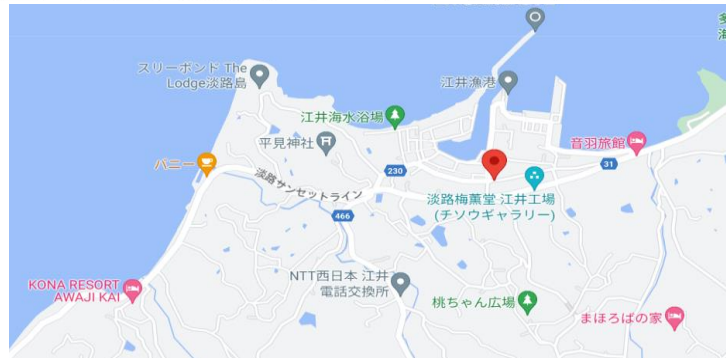 多
海
スリーボンド The
Lodge淡路島
江井漁港
江井海水浴場
平見神社
音羽旅館
バニー
230
31
淡路サンセットライン
淡路梅薫堂 江井工場
(チソウギャラリー)
466
KONA RESORT
AWAJI KAI
NTT西日本 江井
電話交換所
桃ちゃん広場
まほろばの家